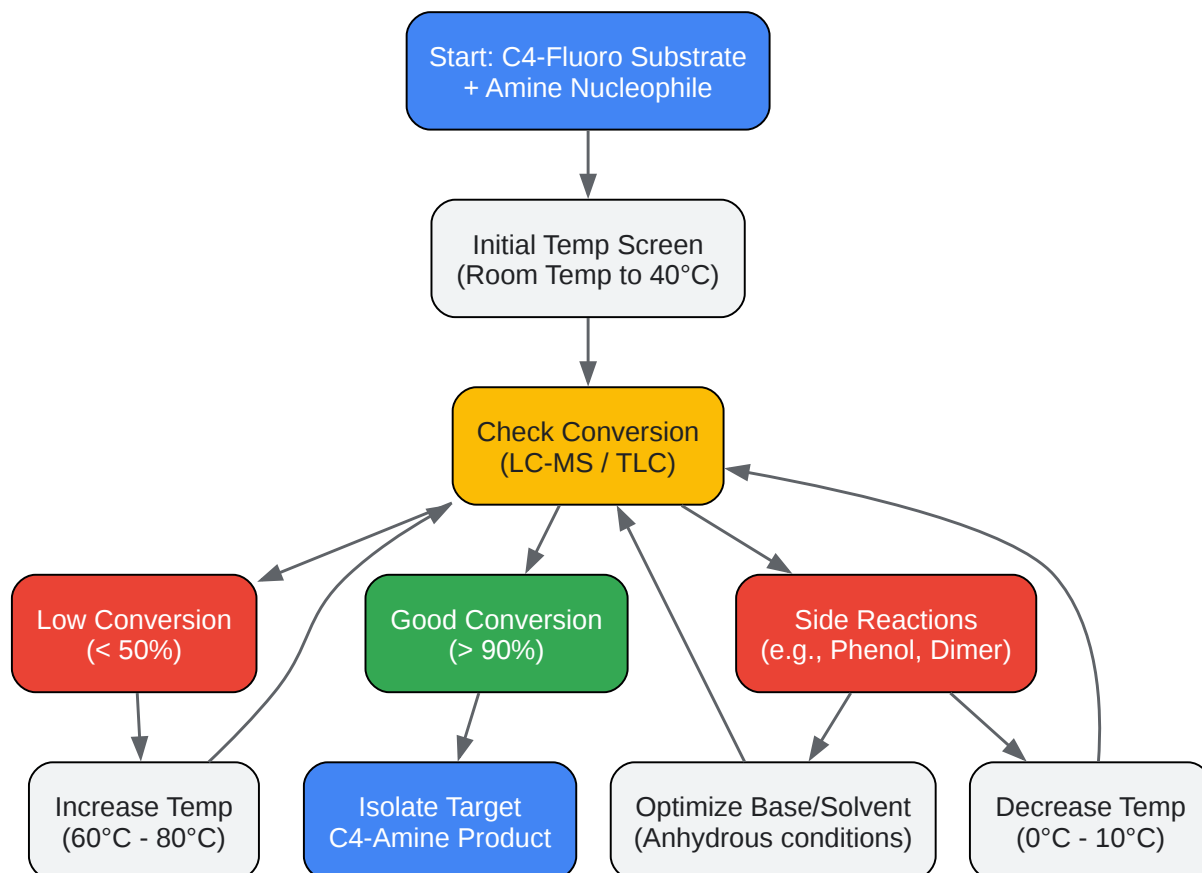 Start: C4-Fluoro Substrate
+ Amine Nucleophile
Initial Temp Screen
(Room Temp to 40°C)
Check Conversion
(LC-MS / TLC)
Low Conversion
(< 50%)
Good Conversion
(> 90%)
Side Reactions
(e.g., Phenol, Dimer)
Increase Temp
(60°C - 80°C)
Isolate Target
C4-Amine Product
Optimize Base/Solvent
(Anhydrous conditions)
Decrease Temp
(0°C - 10°C)